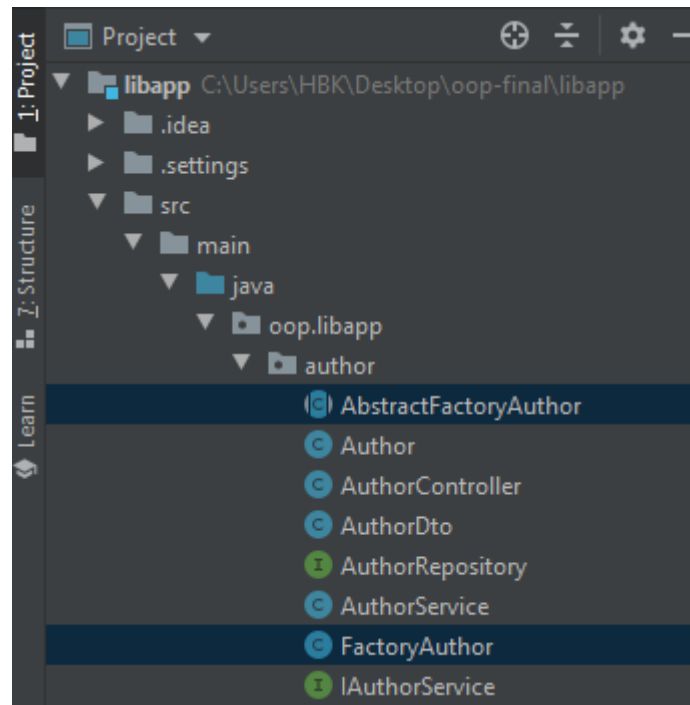 Project
libapp C:\Users\HBK\Desktop\oop-final\libapp
.idea
.settings
src
main
java
oop.libapp
author
AbstractFactoryAuthor
Author
AuthorController
AuthorDto
AuthorRepository
AuthorService
FactoryAuthor
IAuthorService
1: Project
7: Structure
Learn